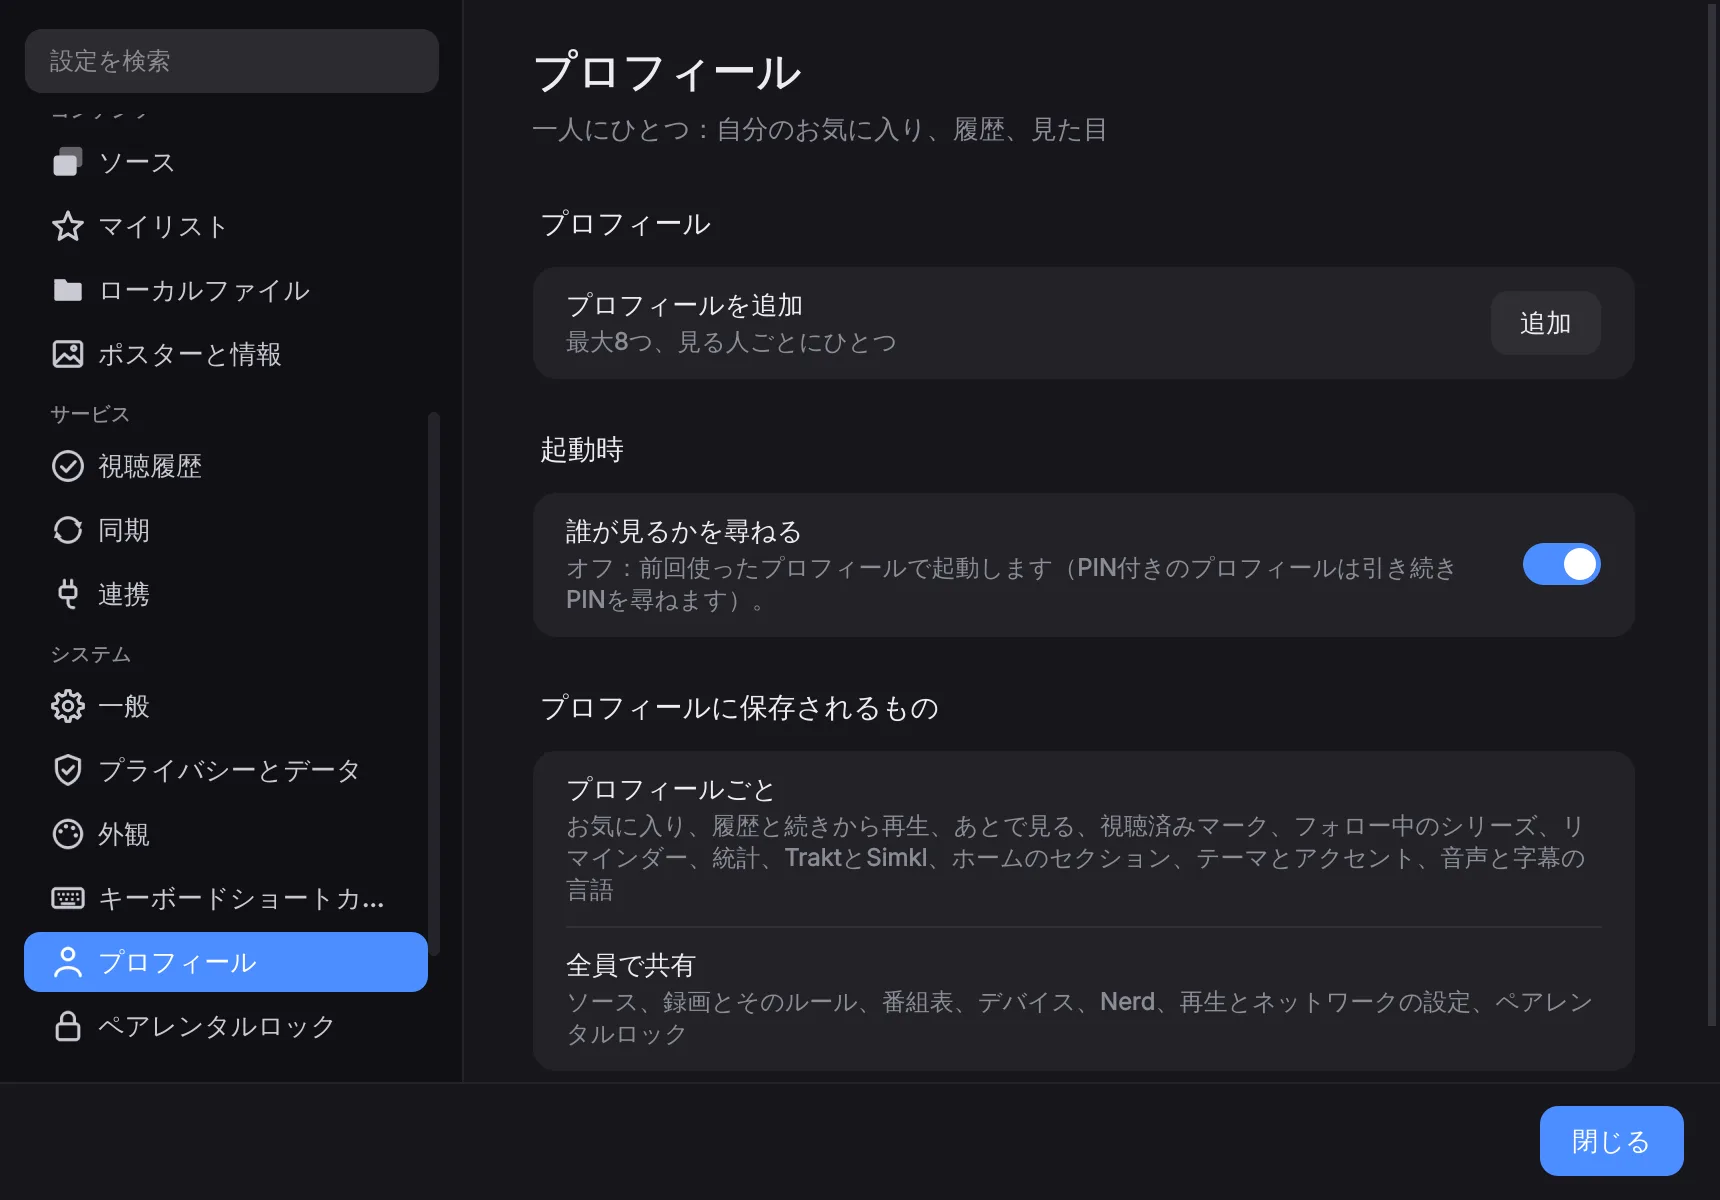 設定を検索
ソース
マイリスト
ローカルファイル
ポスターと情報
サービス
視聴履歴
同期
連携
システム
一般
プライバシーとデータ
外観
キーボードショートカ...
プロフィール
ペアレンタルロック
プロフィール
一人にひとつ：自分のお気に入り、履歴、見た目
プロフィール
プロフィールを追加
最大8つ、見る人ごとにひとつ
追加
起動時
誰が見るかを尋ねる
オフ：前回使ったプロフィールで起動します（PIN付きのプロフィールは引き続き
PINを尋ねます）。
プロフィールに保存されるもの
プロフィールごと
お気に入り、履歴と続きから再生、あとで見る、視聴済みマーク、フォロー中のシリーズ、リ
マインダー、統計、TraktとSimkl、ホームのセクション、テーマとアクセント、音声と字幕の
言語
全員で共有
ソース、録画とそのルール、番組表、デバイス、Nerd、再生とネットワークの設定、ペアレン
タルロック
閉じる